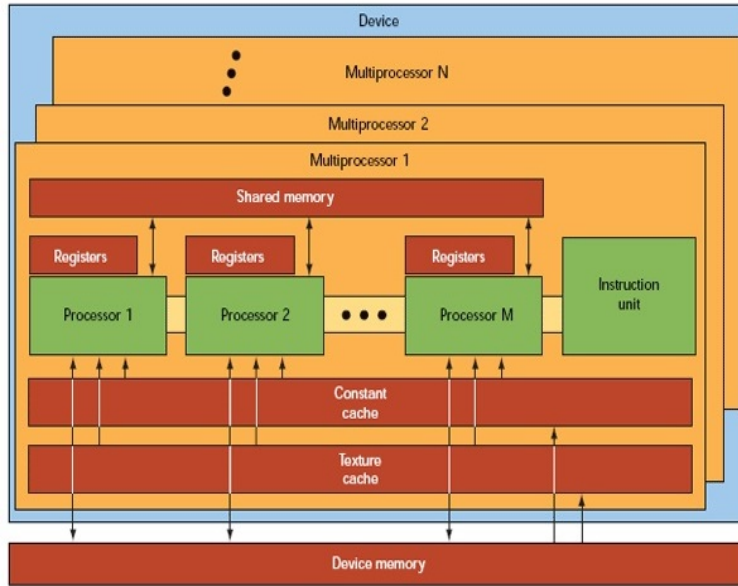 Device
Multiprocessor N
Multiprocessor 2
Multiprocessor 1
Shared memory
Registers
Registers
Registers
Processor 1
Processor 2
Processor M
Instruction
unit
Constant
cache
Texture
cache
Device memory